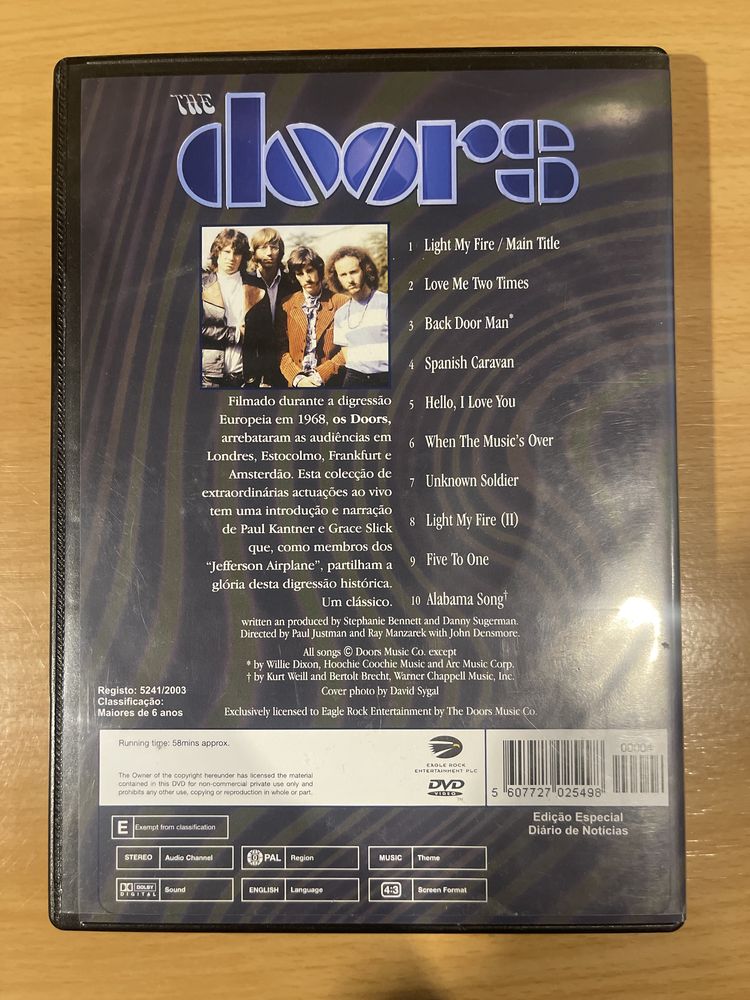 THE
doors
1 Light My Fire / Main Title
2 Love Me Two Times
3 Back Door Man*
4 Spanish Caravan
5 Hello, I Love You
6 When The Music's Over
7 Unknown Soldier
8 Light My Fire (II)
9 Five To One
10 Alabama Song†
Filmado durante a digressão
Europeia em 1968, os Doors,
arrebataram as audiências em
Londres, Estocolmo, Frankfurt e
Amsterdão. Esta colecção de
extraordinárias actuações ao vivo
tem uma introdução e narração
de Paul Kantner e Grace Slick
que, como membros dos
"Jefferson Airplane", partilham a
glória desta digressão histórica.
Um clássico.
written an produced by Stephanie Bennett and Danny Sugerman.
Directed by Paul Justman and Ray Manzarek with John Densmore.
All songs © Doors Music Co. except
* by Willie Dixon, Hoochie Coochie Music and Arc Music Corp.
† by Kurt Weill and Bertolt Brecht, Warner Chappell Music, Inc.
Cover photo by David Sygal
Exclusively licensed to Eagle Rock Entertainment by The Doors Music Co.
Registo: 5241/2003
Classificação:
Maiores de 6 anos
Running time: 58mins approx.
The Owner of the copyright hereunder has licensed the material
contained in this DVD for non-commercial private use only and
prohibits any other use, copying or reproduction in whole or part.
EAGLE ROCK
ENTERTAINMENT PLC
DVD
VIDEO
TM
00004
5 607727 025498
Edição Especial
Diário de Notícias
E Exempt from classification
STEREO Audio Channel
PAL Region
MUSIC Theme
DOLBY
DIGITAL
Sound
ENGLISH Language
4:3 Screen Format